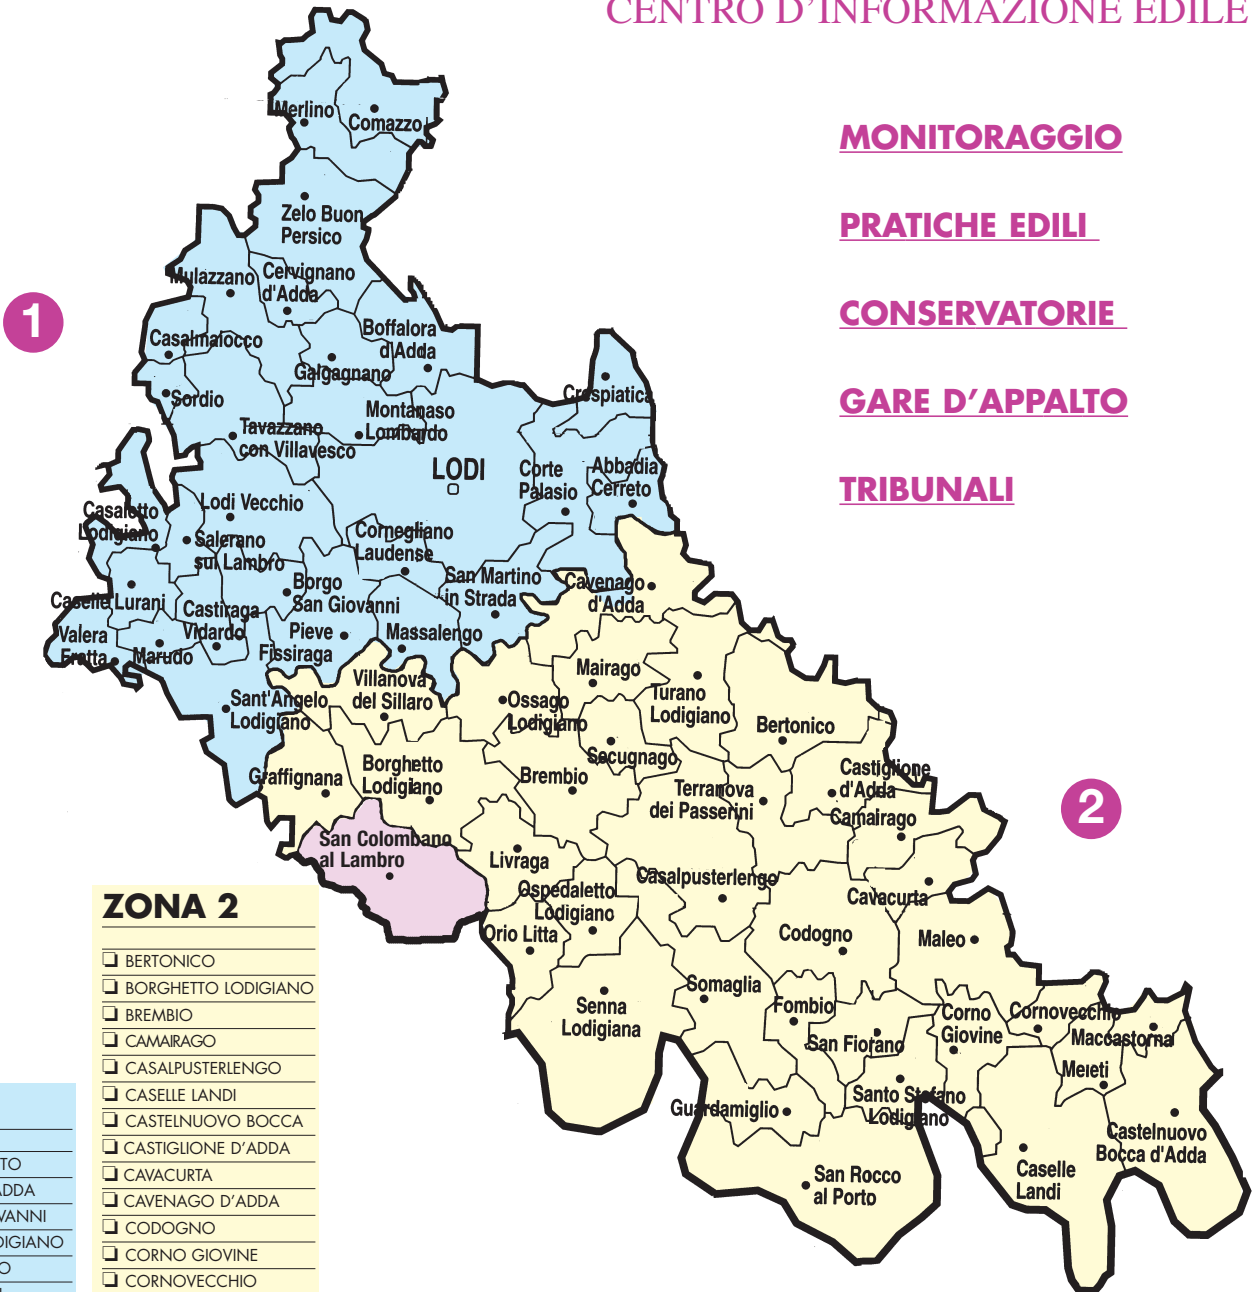 CENTRO D'INFORMAZIONE EDILE
MONITORAGGIO
PRATICHE EDILI
CONSERVATORIE
GARE D'APPALTO
TRIBUNALI
1
2
Merlino
Comazzo
Zelo Buon
Persico
Mulazzano
Cervignano
d'Adda
Casalmaiocco
Boffalora
d'Adda
Galgagnano
Crespiatica
Sordio
Montanaso
Lombardo
Tavazzano
con Villavesco
LODI
Corte
Palasio
Abbadia
Cerreto
Lodi Vecchio
Casaletto
Lodigiano
Salerano
sul Lambro
Cornegliano
Laudense
Borgo
San Giovanni
San Martino
in Strada
Cavenago
d'Adda
Caselle Lurani
Castiraga
Vidardo
Valera
Fratta
Marudo
Pieve
Fissiraga
Massalengo
Villanova
del Sillaro
Mairago
Sant'Angelo
Lodigiano
Ossago
Lodigiano
Turano
Lodigiano
Bertonico
Secugnago
Graffignana
Borghetto
Lodigiano
Brembio
Terranova
dei Passerini
Castiglione
d'Adda
Camairago
San Colombano
al Lambro
Livraga
Casalpusterlengo
Cavacurta
Ospedaletto
Lodigiano
Orio Litta
Codogno
Maleo
Senna
Lodigiana
Somaglia
Fombio
San Fiorano
Corno
Giovine
Cornovecchio
Maccastorna
Meleti
Guardamiglio
Santo Stefano
Lodigiano
San Rocco
al Porto
Caselle
Landi
Castelnuovo
Bocca d'Adda
ZONA 2
BERTONICO
BORGHETTO LODIGIANO
BREMBIO
CAMAIRAGO
CASALPUSTERLENGO
CASELLE LANDI
CASTELNUOVO BOCCA
CASTIGLIONE D'ADDA
CAVACURTA
CAVENAGO D'ADDA
CODOGNO
CORNO GIOVINE
CORNOVECCHIO
TO
ADDA
VANNI
DIGIANO
O